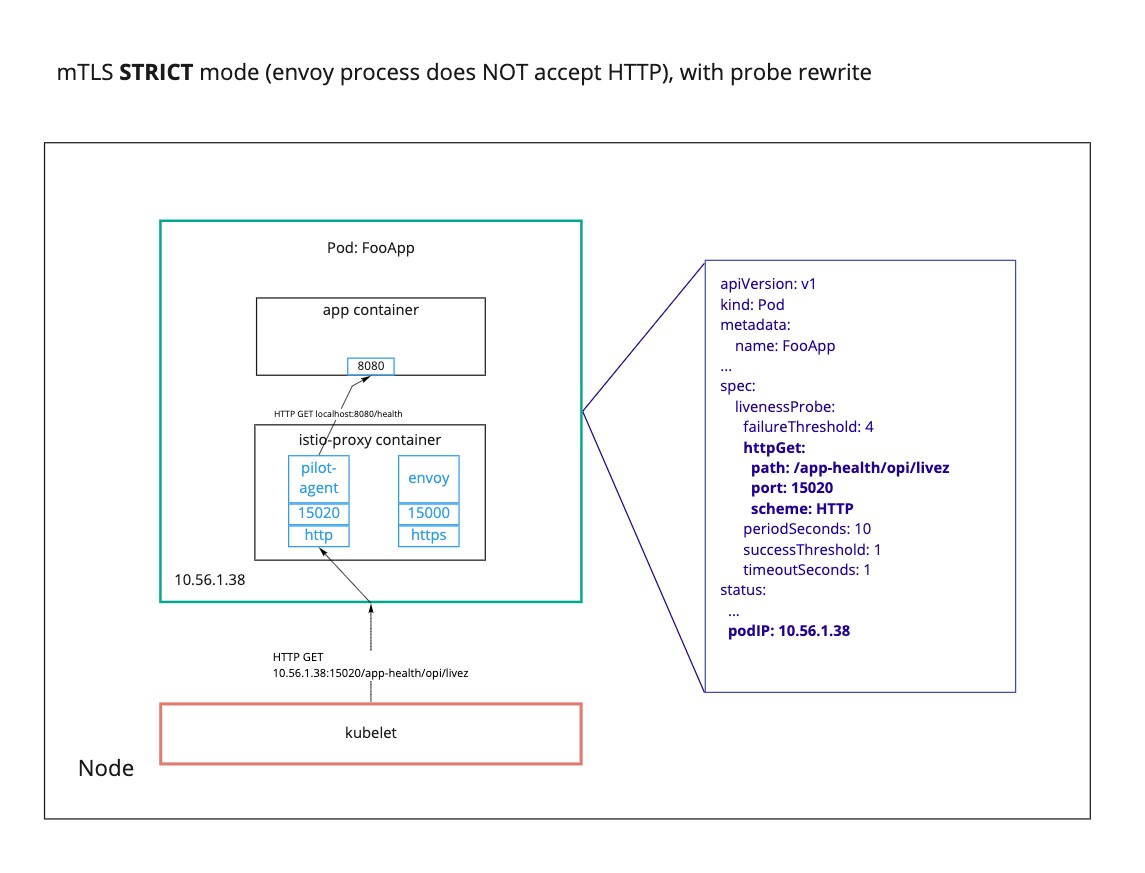 mTLS STRICT mode (envoy process does NOT accept HTTP), with probe rewrite
Pod: FooApp
app container
8080
HTTP GET localhost:8080/health
istio-proxy container
pilot-
agent
15020
http
envoy
15000
https
10.56.1.38
HTTP GET
10.56.1.38:15020/app-health/opi/livez
kubelet
Node
apiVersion: v1
kind: Pod
metadata:
name: FooApp
...
spec:
livenessProbe:
failureThreshold: 4
httpGet:
path: /app-health/opi/livez
port: 15020
scheme: HTTP
periodSeconds: 10
successThreshold: 1
timeoutSeconds: 1
status:
...
podIP: 10.56.1.38